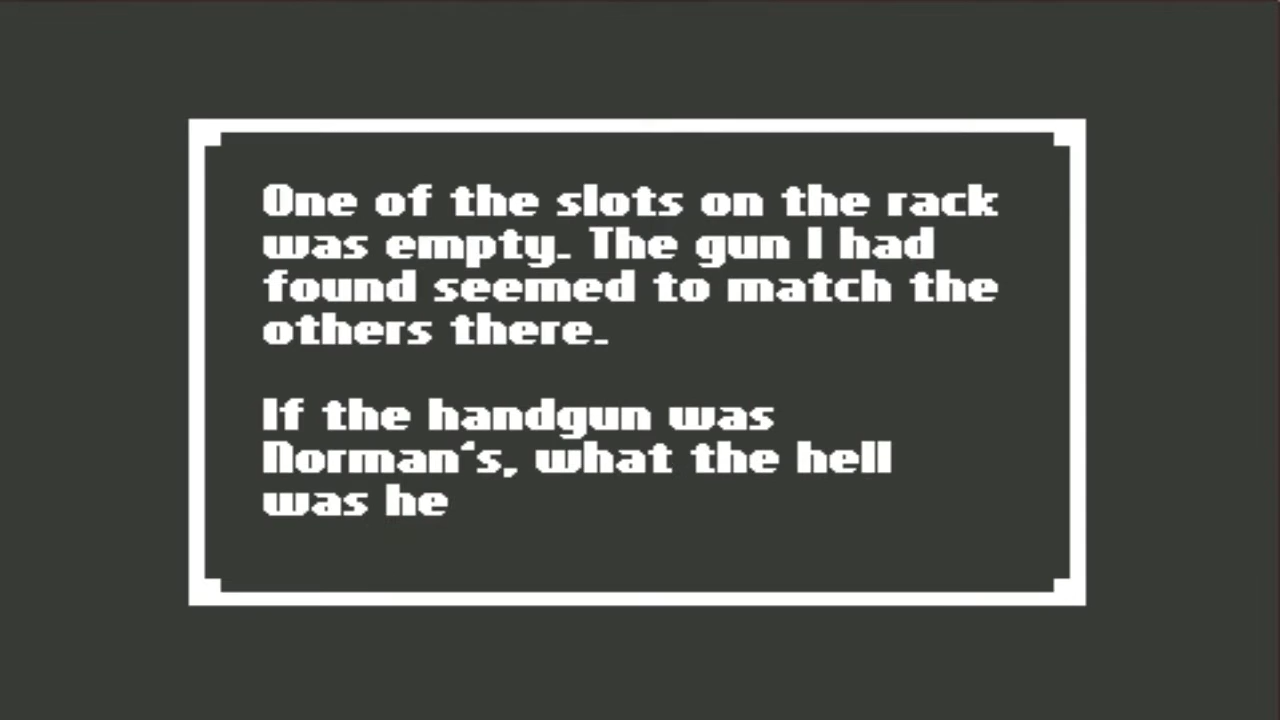 One of the slots on the rack
was empty. The gun I had
found seemed to match the
others there.
If the handgun was
Norman's, what the hell
was he